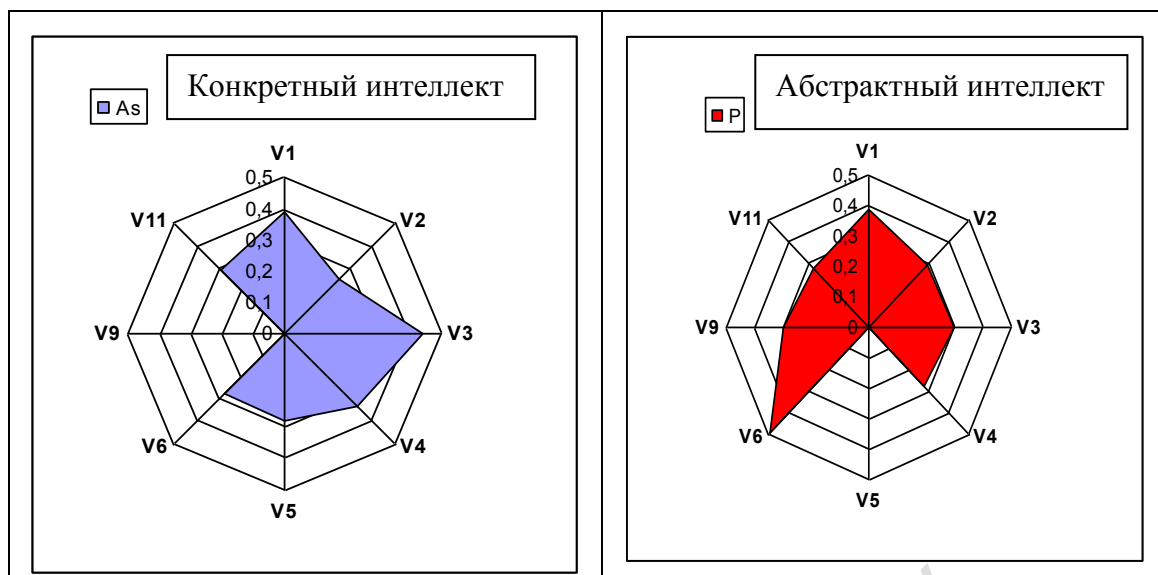 Конкретный интеллект
As
V1
0,5
0,4
0,3
0,2
0,1
0
V2
V3
V4
V5
V6
V9
V11
Абстрактный интеллект
P
V1
0,5
0,4
0,3
0,2
0,1
0
V2
V3
V4
V5
V6
V9
V11